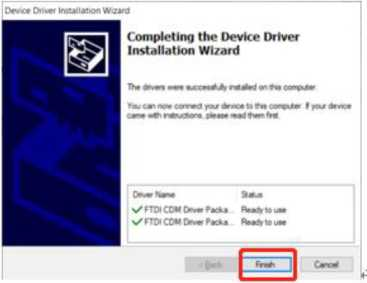 Device Driver Installation Wizard
Completing the Device Driver
Installation Wizard
The drivers were successfully installed on this computer.
You can now connect your device to this computer. If your device
came with instructions, please read them first.
Driver Name Status
FTDI CDM Driver Packa... Ready to use
FTDI CDM Driver Packa... Ready to use
< Back Finish Cancel